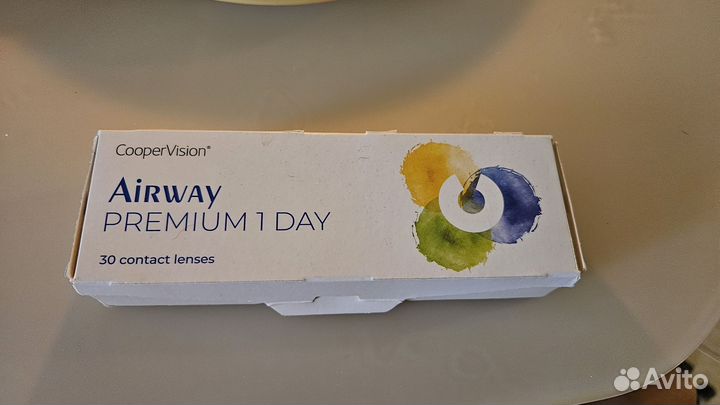 CooperVision®
AIRWAY
PREMIUM 1 DAY
30 contact lenses
Avito